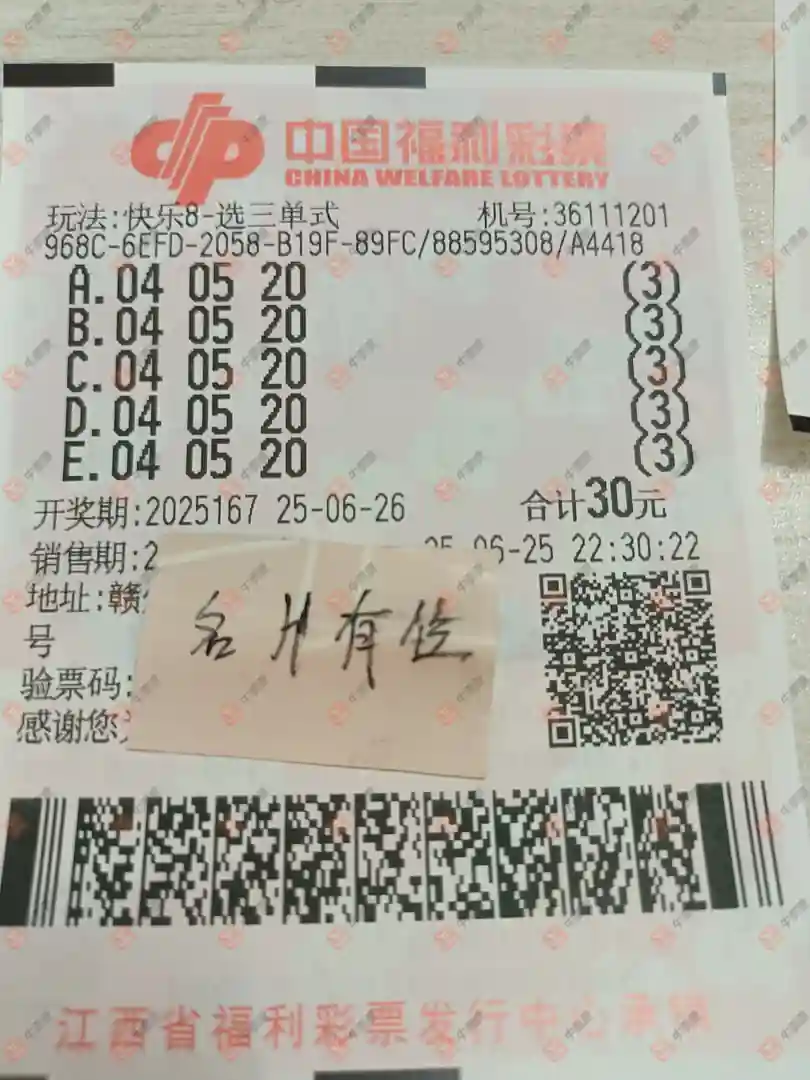 中国福利彩票
CHINA WELFARE LOTTERY
玩法:快乐8-选三单式 机号:36111201
968C-6EFD-2058-B19F-89FC/88595308/A4418
A.04 05 20 (3)
B.04 05 20 (3)
C.04 05 20 (3)
D.04 05 20 (3)
E.04 05 20 (3)
开奖期:2025167 25-06-26 合计30元
销售期:2 25-06-25 22:30:22
地址:赣
号
名片有位
验票码:
感谢您
江西省福利彩票发行中心承销